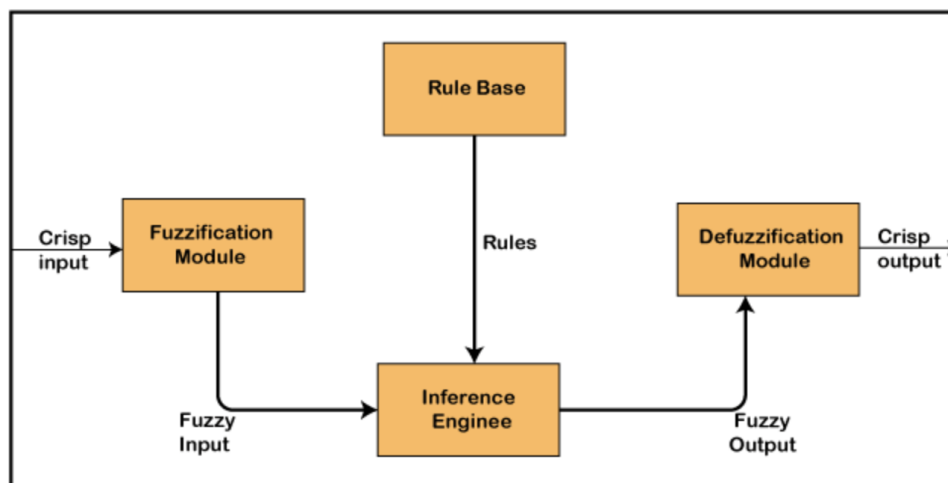 Rule Base
Crisp
input
Fuzzification
Module
Rules
Defuzzification
Module
Crisp
output
Inference
Enginee
Fuzzy
Input
Fuzzy
Output